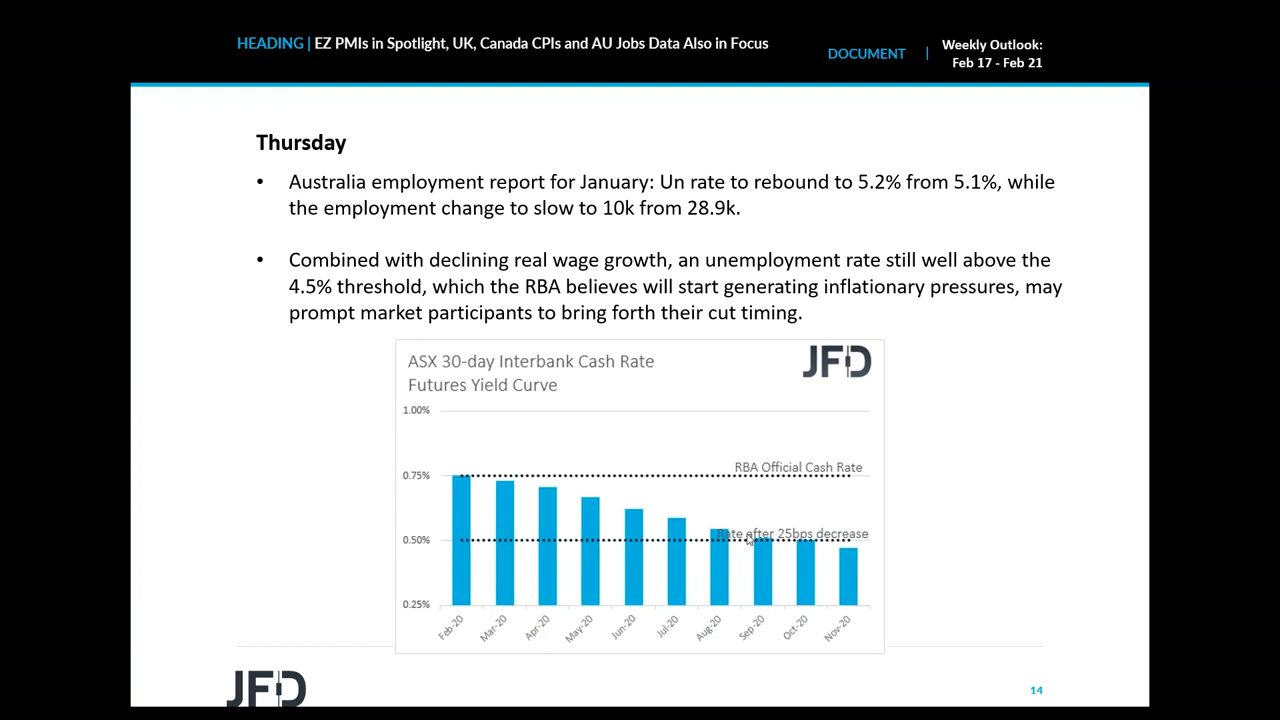 HEADING | EZ PMIs in Spotlight, UK, Canada CPIs and AU Jobs Data Also in Focus
DOCUMENT | Weekly Outlook:
Feb 17 - Feb 21
Thursday
• Australia employment report for January: Un rate to rebound to 5.2% from 5.1%, while
the employment change to slow to 10k from 28.9k.
• Combined with declining real wage growth, an unemployment rate still well above the
4.5% threshold, which the RBA believes will start generating inflationary pressures, may
prompt market participants to bring forth their cut timing.
ASX 30-day Interbank Cash Rate
Futures Yield Curve
JFD
1.00%
0.75%
RBA Official Cash Rate
0.50%
Rate after 25bps decrease
0.25%
Feb-20 Mar-20 Apr-20 May-20 Jun-20 Jul-20 Aug-20 Sep-20 Oct-20 Nov-20
JFD
14